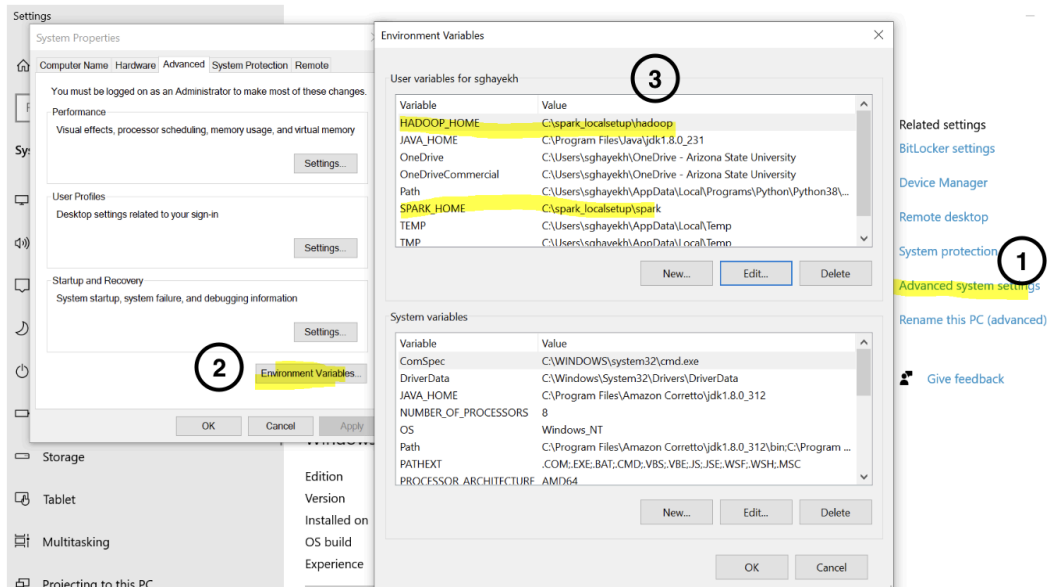 Settings
System Properties
Computer Name Hardware Advanced System Protection Remote
You must be logged on as an Administrator to make most of these changes.
Performance
Visual effects, processor scheduling, memory usage, and virtual memory
Settings...
User Profiles
Desktop settings related to your sign-in
Settings...
Startup and Recovery
System startup, system failure, and debugging information
Settings...
2
Environment Variables...
OK Cancel Apply
Sy
Storage
Tablet
Multitasking
Projecting to this PC
Edition
Version
Installed on
OS build
Experience
Environment Variables
3
User variables for sghayekh
Variable Value
HADOOP_HOME C:\spark_localsetup\hadoop
JAVA_HOME C:\Program Files\Java\jdk1.8.0_231
OneDrive C:\Users\sghayekh\OneDrive - Arizona State University
OneDriveCommercial C:\Users\sghayekh\OneDrive - Arizona State University
Path C:\Users\sghayekh\AppData\Local\Programs\Python\Python38\...
SPARK_HOME C:\spark_localsetup\spark
TEMP C:\Users\sghayekh\AppData\Local\Temp
TMP C:\Users\sghayekh\AppData\Local\Temp
New... Edit... Delete
System variables
Variable Value
ComSpec C:\WINDOWS\system32\cmd.exe
DriverData C:\Windows\System32\Drivers\DriverData
JAVA_HOME C:\Program Files\Amazon Corretto\jdk1.8.0_312
NUMBER_OF_PROCESSORS 8
OS Windows_NT
Path C:\Program Files\Amazon Corretto\jdk1.8.0_312\bin;C:\Program ...
PATHEXT .COM;.EXE;.BAT;.CMD;.VBS;.VBE;.JS;.JSE;.WSF;.WSH;.MSC
PROCESSOR_ARCHITECTURE AMD64
New... Edit... Delete
OK Cancel
Related settings
BitLocker settings
Device Manager
Remote desktop
System protection
1
Advanced system settings
Rename this PC (advanced)
Give feedback